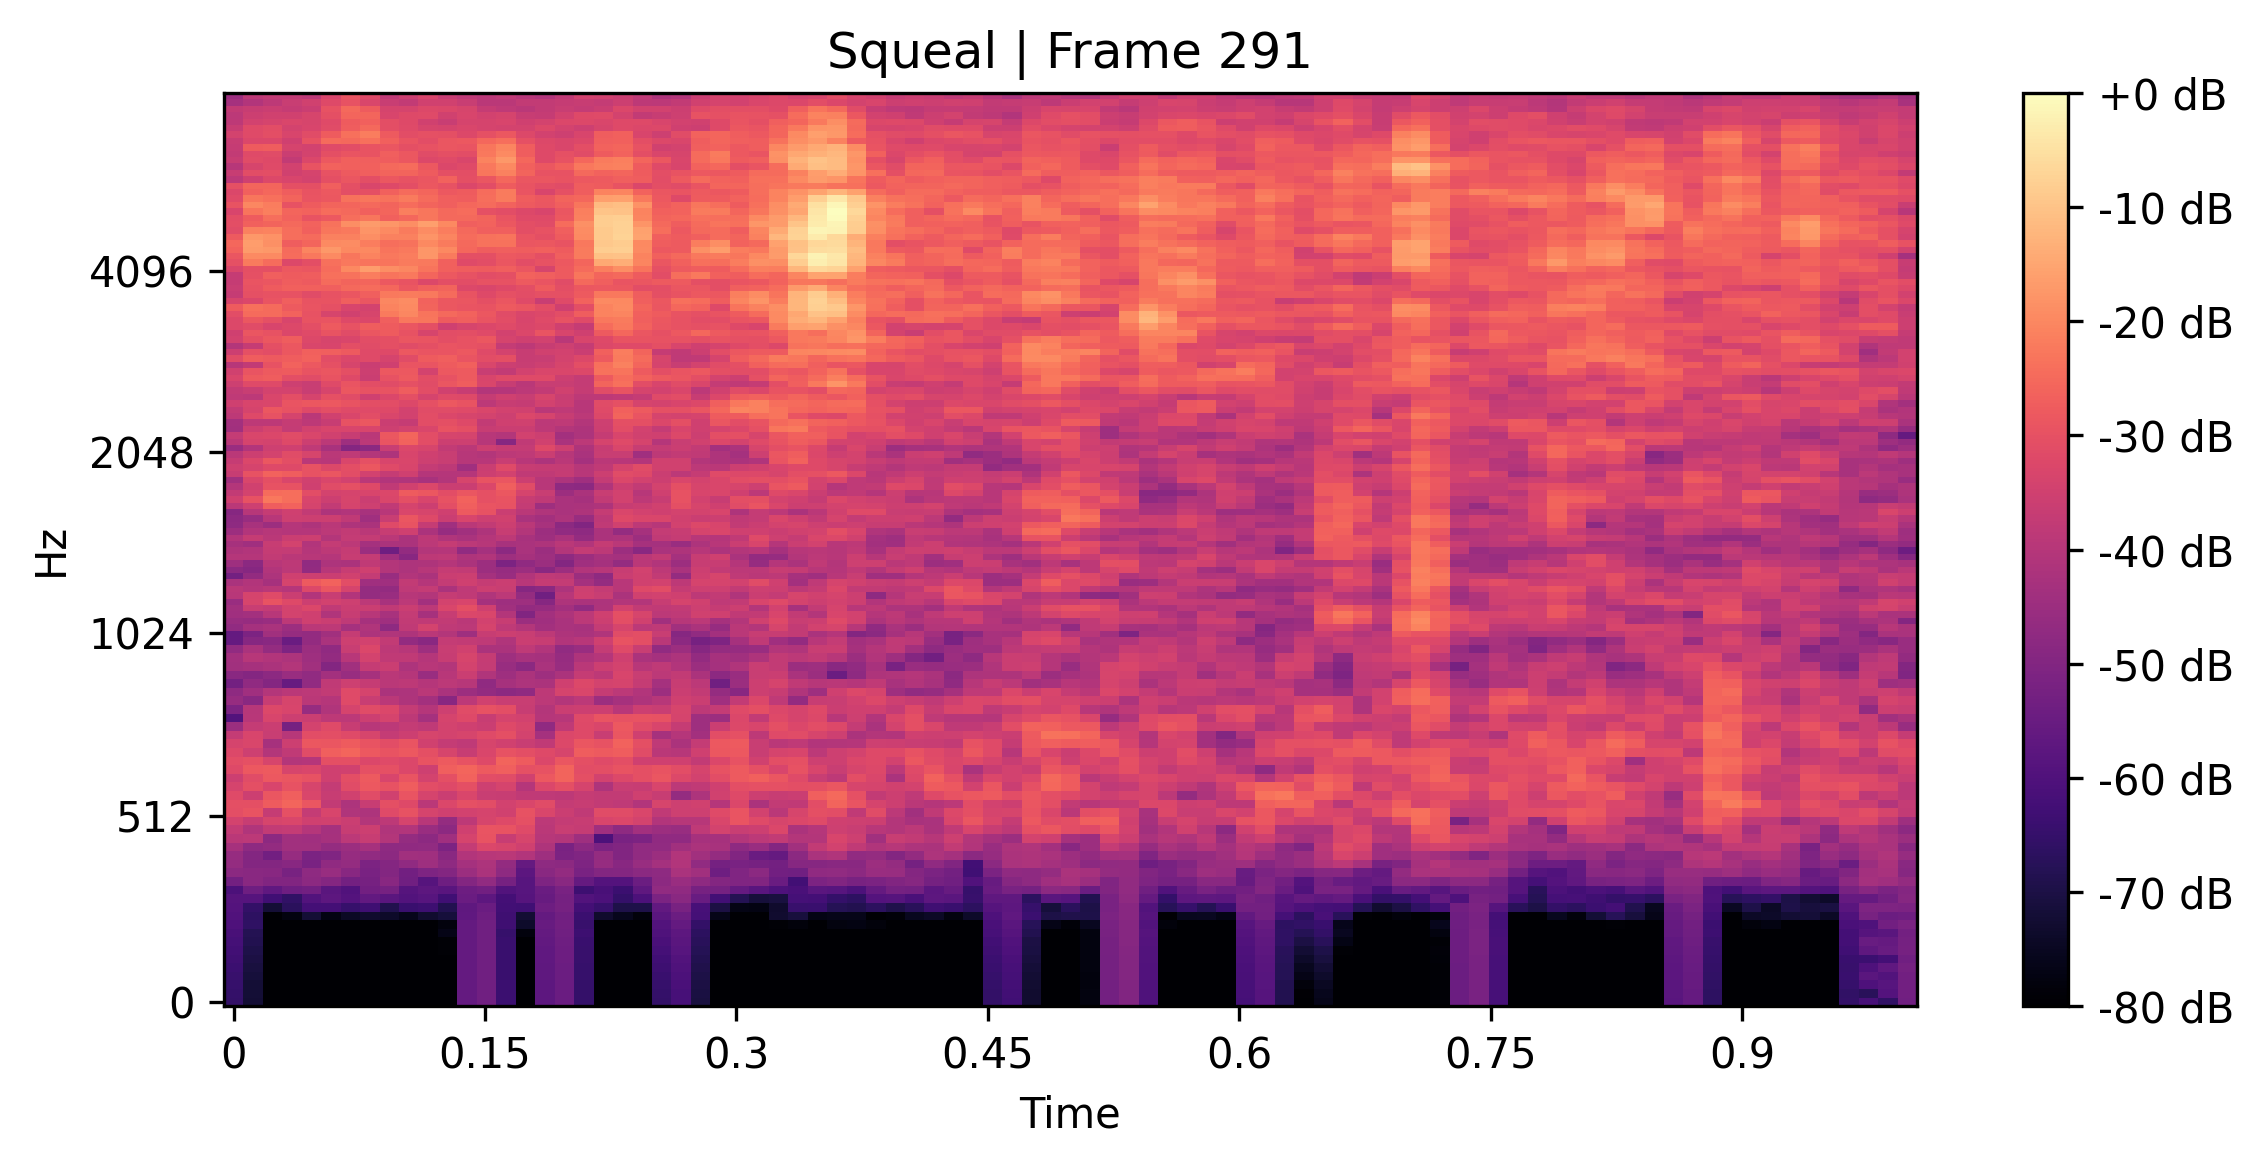 Squeal | Frame 291
+0 dB
-10 dB
-20 dB
-30 dB
-40 dB
-50 dB
-60 dB
-70 dB
-80 dB
4096
2048
1024
512
0
Hz
0 0.15 0.3 0.45 0.6 0.75 0.9
Time